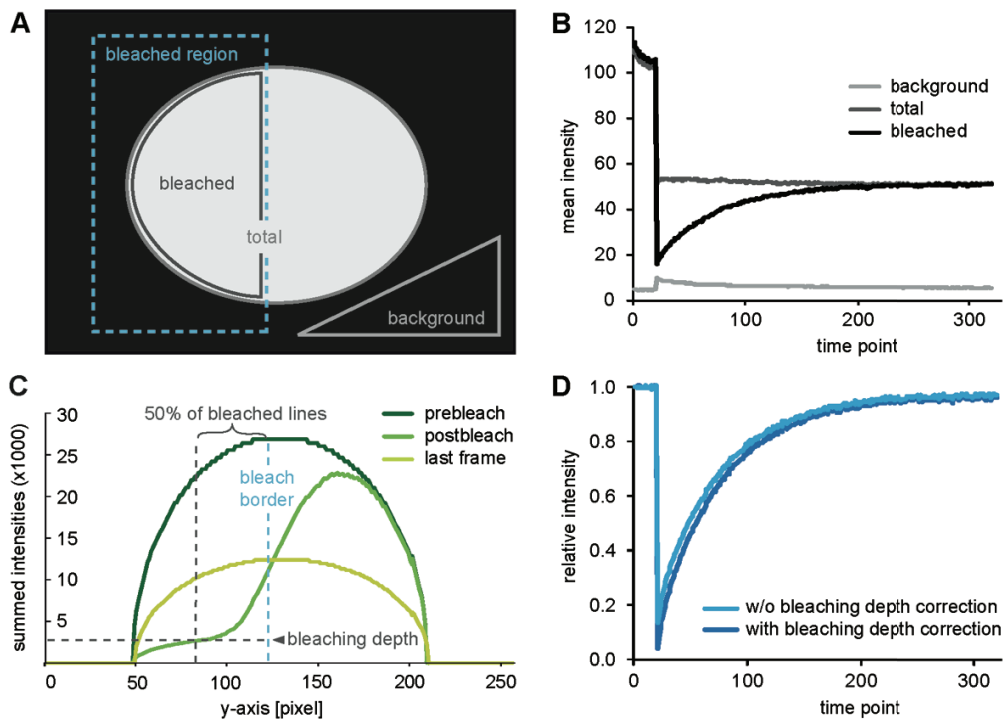 A
bleached region
bleached
total
background
B
120
100
80
60
40
20
0
mean inensity
background
total
bleached
0
100
200
300
time point
C
50% of bleached lines
30
25
20
15
10
5
summed intensities (x1000)
prebleach
postbleach
last frame
bleach
border
bleaching depth
0
50
100
150
200
250
y-axis [pixel]
D
1.0
0.8
0.6
0.4
0.2
0.0
relative intensity
w/o bleaching depth correction
with bleaching depth correction
0
100
200
300
time point